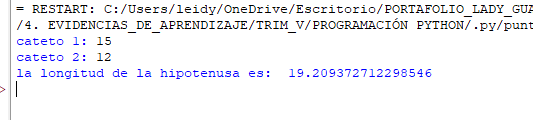 = RESTART: C:/Users/leidy/OneDrive/Escritorio/PORTAFOLIO_LADY_GUA
/4. EVIDENCIAS_DE_APRENDIZAJE/TRIM_V/PROGRAMACIÓN PYTHON/.py/punt
cateto 1: 15
cateto 2: 12
la longitud de la hipotenusa es:  19.209372712298546
>